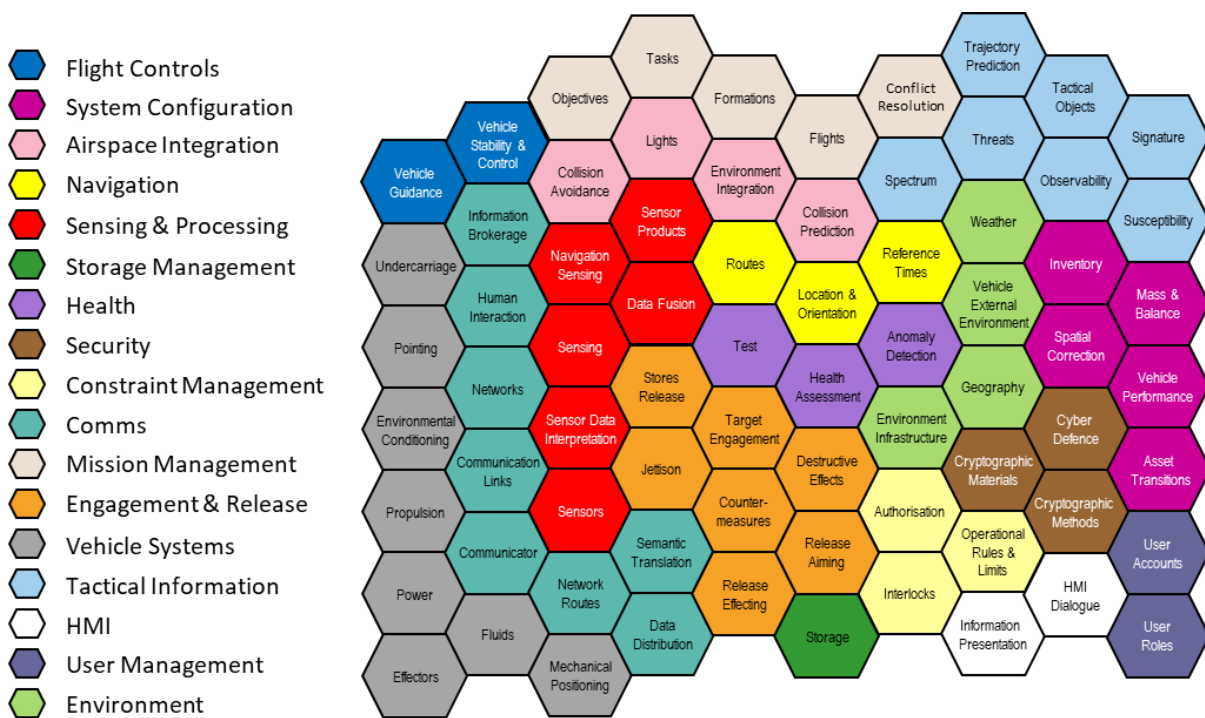 Flight Controls
System Configuration
Airspace Integration
Navigation
Sensing & Processing
Storage Management
Health
Security
Constraint Management
Comms
Mission Management
Engagement & Release
Vehicle Systems
Tactical Information
HMI
User Management
Environment
Vehicle
Guidance
Undercarriage
Pointing
Environmental
Conditioning
Propulsion
Power
Effectors
Vehicle
Stability &
Control
Information
Brokerage
Human
Interaction
Networks
Communication
Links
Communicator
Fluids
Objectives
Collision
Avoidance
Navigation
Sensing
Sensing
Sensor Data
Interpretation
Sensors
Network
Routes
Mechanical
Positioning
Tasks
Lights
Sensor
Products
Data Fusion
Stores
Release
Jettison
Semantic
Translation
Data
Distribution
Formations
Environment
Integration
Routes
Test
Target
Engagement
Counter-
measures
Release
Effecting
Flights
Collision
Prediction
Location &
Orientation
Health
Assessment
Destructive
Effects
Release
Aiming
Storage
Conflict
Resolution
Spectrum
Reference
Times
Anomaly
Detection
Environment
Infrastructure
Authorisation
Interlocks
Trajectory
Prediction
Threats
Weather
Vehicle
External
Environment
Geography
Cryptographic
Materials
Operational
Rules &
Limits
Information
Presentation
Tactical
Objects
Observability
Inventory
Spatial
Correction
Cyber
Defence
Cryptographic
Methods
HMI
Dialogue
Signature
Susceptibility
Mass &
Balance
Vehicle
Performance
Asset
Transitions
User
Accounts
User
Roles